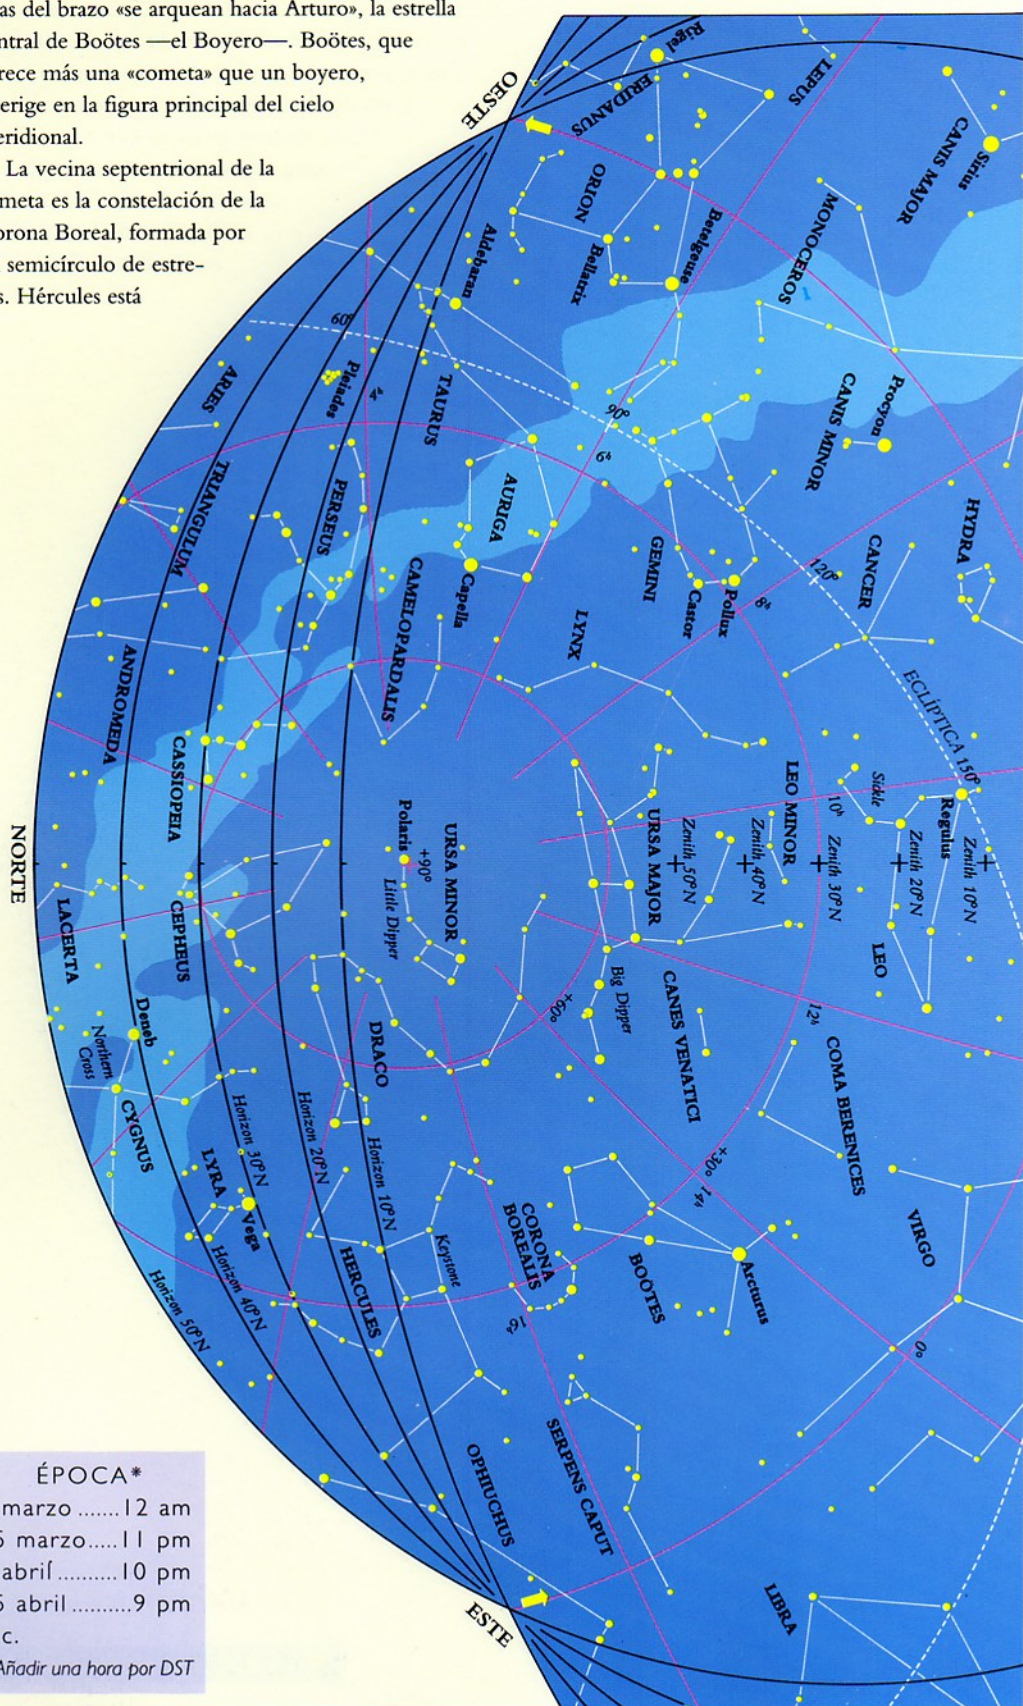 as del brazo «se arquean hacia Arturo», la estrella
ntral de Boötes —el Boyero—. Boötes, que
rece más una «cometa» que un boyero,
erige en la figura principal del cielo
eridional.
La vecina septentrional de la
meta es la constelación de la
orona Boreal, formada por
semicírculo de estre-
s. Hércules está
OESTE
Rigel
ERIDANUS
LEPUS
CANIS MAJOR
Sirius
ORION
Bellatrix
Betelgeuse
MONOCEROS
Aldebaran
60°
Pleiades
4h
TAURUS
90°
6h
CANIS MINOR
Procyon
ARIES
TRIANGULUM
PERSEUS
AURIGA
Capella
CAMELOPARDALIS
GEMINI
Castor
Pollux
8h
120°
CANCER
HYDRA
LYNX
ANDROMEDA
CASSIOPEIA
ECLÍPTICA 150°
Sickle
Regulus
10h
LEO MINOR
URSA MAJOR
Zenith 50°N
Zenith 40°N
Zenith 30°N
Zenith 20°N
Zenith 10°N
NORTE
Polaris
+90°
URSA MINOR
Little Dipper
LACERTA
CEPHEUS
LEO
Big Dipper
+60°
CANES VENATICI
12h
COMA BERENICES
Deneb
Northern
Cross
CYGNUS
DRACO
LYRA
Vega
Horizon 50°N
Horizon 40°N
Horizon 30°N
Horizon 20°N
Horizon 10°N
HERCULES
Keystone
CORONA
BOREALIS
16h
BOÖTES
Arcturus
+30°
14h
VIRGO
0°
SERPENS CAPUT
OPHIUCHUS
LIBRA
ESTE
ÉPOCA*
marzo .......12 am
5 marzo.....11 pm
abril..........10 pm
5 abril..........9 pm
c.
Añadir una hora por DST